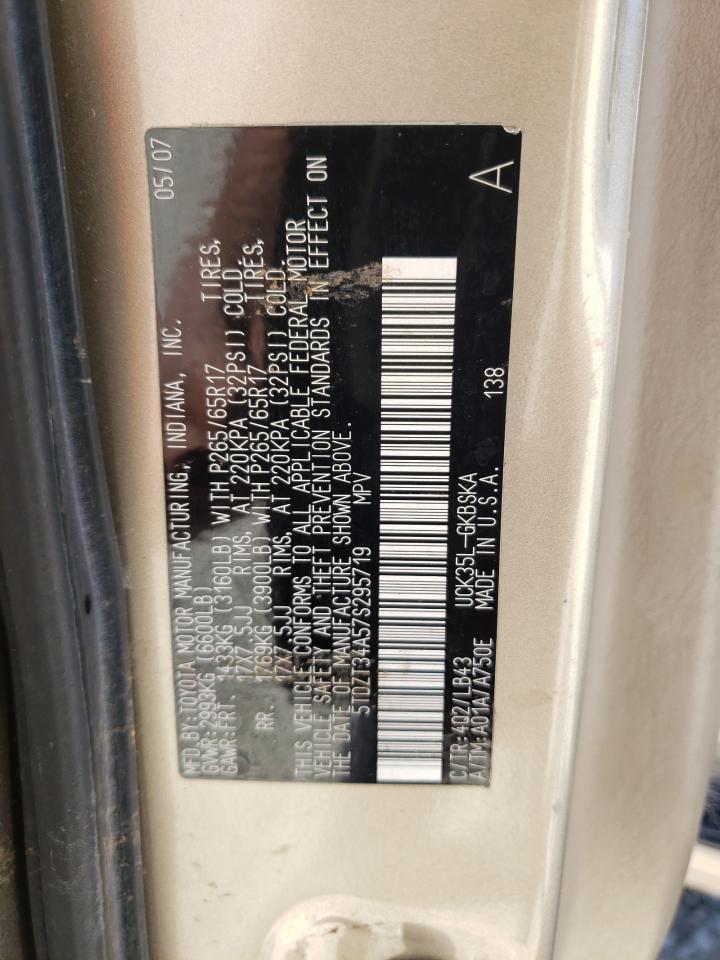 MFD.BY:TOYOTA MOTOR MANUFACTURING, INDIANA, INC. 05/07
GVWR:2993KG (6600LB)
GAWR:FRT. 1433KG (3160LB) WITH P265/65R17 TIRES,
17X7.5JJ RIMS, AT 220KPA (32PSI) COLD.
RR. 1769KG (3900LB) WITH P265/65R17 TIRES,
17X7.5JJ RIMS, AT 220KPA (32PSI) COLD.
THIS VEHICLE CONFORMS TO ALL APPLICABLE FEDERAL MOTOR
VEHICLE SAFETY AND THEFT PREVENTION STANDARDS IN EFFECT ON
THE DATE OF MANUFACTURE SHOWN ABOVE.
5TDZT34A57S295719 MPV
C/TR:4Q2/LB43 UCK35L-GKBSKA
A/TM:A01A/A750E MADE IN U.S.A. 138 A